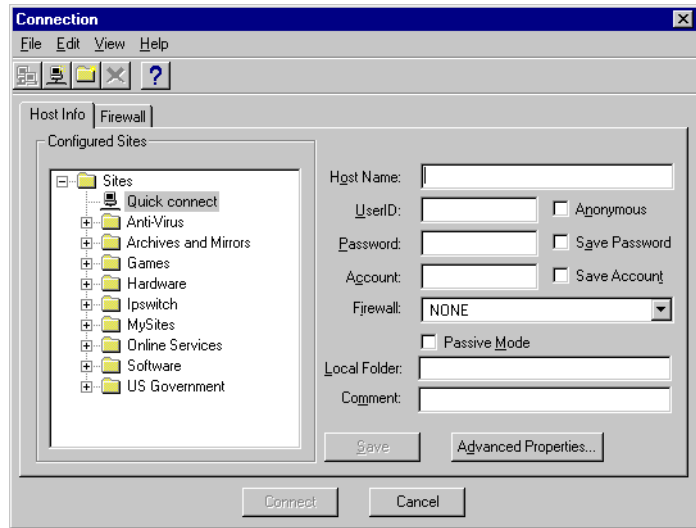 Connection
File Edit View Help
?
Host Info Firewall
Configured Sites
Sites
Quick connect
Anti-Virus
Archives and Mirrors
Games
Hardware
Ipswitch
MySites
Online Services
Software
US Government
Host Name:
UserID: Anonymous
Password: Save Password
Account: Save Account
Firewall: NONE
Passive Mode
Local Folder:
Comment:
Save Advanced Properties...
Connect Cancel